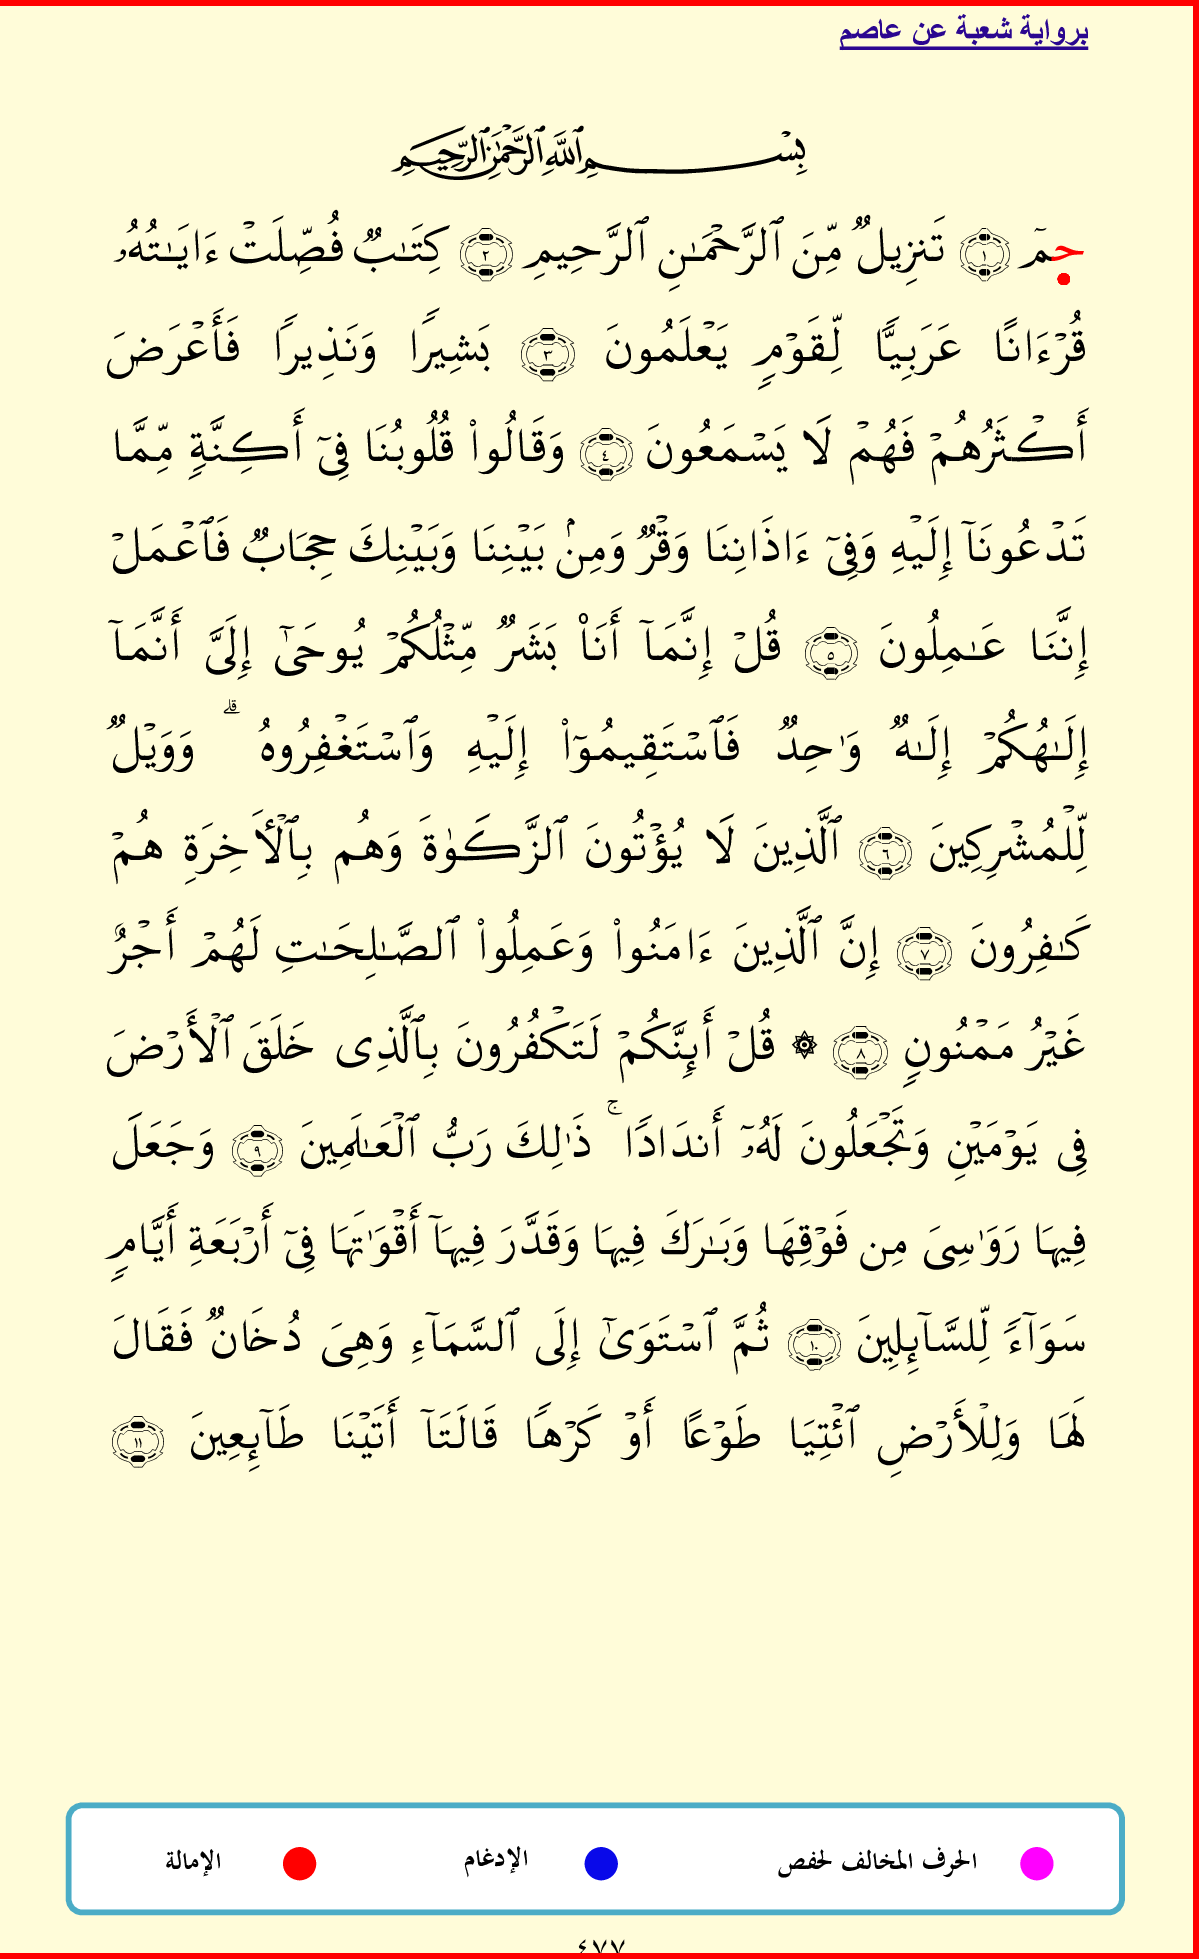 برواية شعبة عن عاصم
بِسْمِ ٱللَّهِ ٱلرَّحْمَٰنِ ٱلرَّحِيمِ
حمٓ ١ تَنزِيلٌ مِّنَ ٱلرَّحْمَٰنِ ٱلرَّحِيمِ ٢ كِتَٰبٌ فُصِّلَتْ ءَايَٰتُهُۥ
قُرْءَانًا عَرَبِيًّا لِّقَوْمٍ يَعْلَمُونَ ٣ بَشِيرًا وَنَذِيرًا فَأَعْرَضَ
أَكْثَرُهُمْ فَهُمْ لَا يَسْمَعُونَ ٤ وَقَالُوا۟ قُلُوبُنَا فِىٓ أَكِنَّةٍ مِّمَّا
تَدْعُونَآ إِلَيْهِ وَفِىٓ ءَاذَانِنَا وَقْرٌ وَمِنۢ بَيْنِنَا وَبَيْنِكَ حِجَابٌ فَٱعْمَلْ
إِنَّنَا عَٰمِلُونَ ٥ قُلْ إِنَّمَآ أَنَا۠ بَشَرٌ مِّثْلُكُمْ يُوحَىٰٓ إِلَىَّ أَنَّمَآ
إِلَٰهُكُمْ إِلَٰهٌ وَٰحِدٌ فَٱسْتَقِيمُوٓا۟ إِلَيْهِ وَٱسْتَغْفِرُوهُ ۗ وَوَيْلٌ
لِّلْمُشْرِكِينَ ٦ ٱلَّذِينَ لَا يُؤْتُونَ ٱلزَّكَوٰةَ وَهُم بِٱلْأَخِرَةِ هُمْ
كَٰفِرُونَ ٧ إِنَّ ٱلَّذِينَ ءَامَنُوا۟ وَعَمِلُوا۟ ٱلصَّٰلِحَٰتِ لَهُمْ أَجْرٌ
غَيْرُ مَمْنُونٍ ٨ ۞ قُلْ أَئِنَّكُمْ لَتَكْفُرُونَ بِٱلَّذِى خَلَقَ ٱلْأَرْضَ
فِى يَوْمَيْنِ وَتَجْعَلُونَ لَهُۥٓ أَندَادًا ۚ ذَٰلِكَ رَبُّ ٱلْعَٰلَمِينَ ٩ وَجَعَلَ
فِيهَا رَوَٰسِىَ مِن فَوْقِهَا وَبَٰرَكَ فِيهَا وَقَدَّرَ فِيهَآ أَقْوَٰتَهَا فِىٓ أَرْبَعَةِ أَيَّامٍ
سَوَآءً لِّلسَّآئِلِينَ ١٠ ثُمَّ ٱسْتَوَىٰٓ إِلَى ٱلسَّمَآءِ وَهِىَ دُخَانٌ فَقَالَ
لَهَا وَلِلْأَرْضِ ٱئْتِيَا طَوْعًا أَوْ كَرْهًا قَالَتَآ أَتَيْنَا طَآئِعِينَ ١١
الحرف المخالف لحفص الإدغام الإمالة
٤٧٧